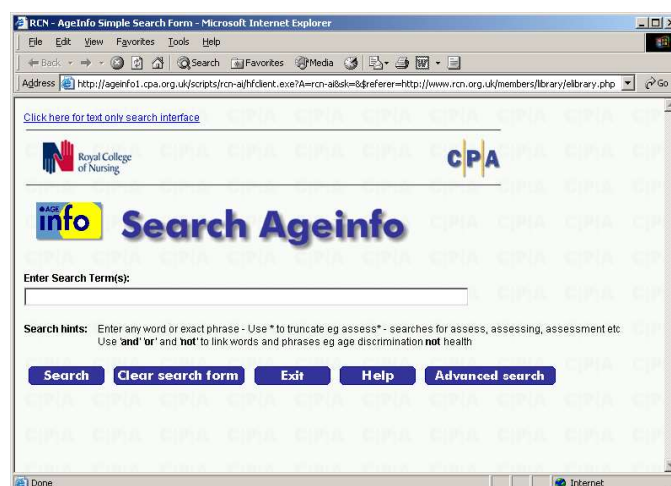 RCN - AgeInfo Simple Search Form - Microsoft Internet Explorer
File Edit View Favorites Tools Help
Back Search Favorites Media
Address http://ageinfo1.cpa.org.uk/scripts/rcn-ai/hfclient.exe?A=rcn-ai&sk=&$referer=http://www.rcn.org.uk/members/library/elibrary.php Go
Click here for text only search interface
Royal College
of Nursing
CPA
AGE
info
Search Ageinfo
Enter Search Term(s):
Search hints: Enter any word or exact phrase - Use * to truncate eg assess* - searches for assess, assessing, assessment etc
Use 'and' 'or' and 'not' to link words and phrases eg age discrimination not health
Search Clear search form Exit Help Advanced search
Done Internet